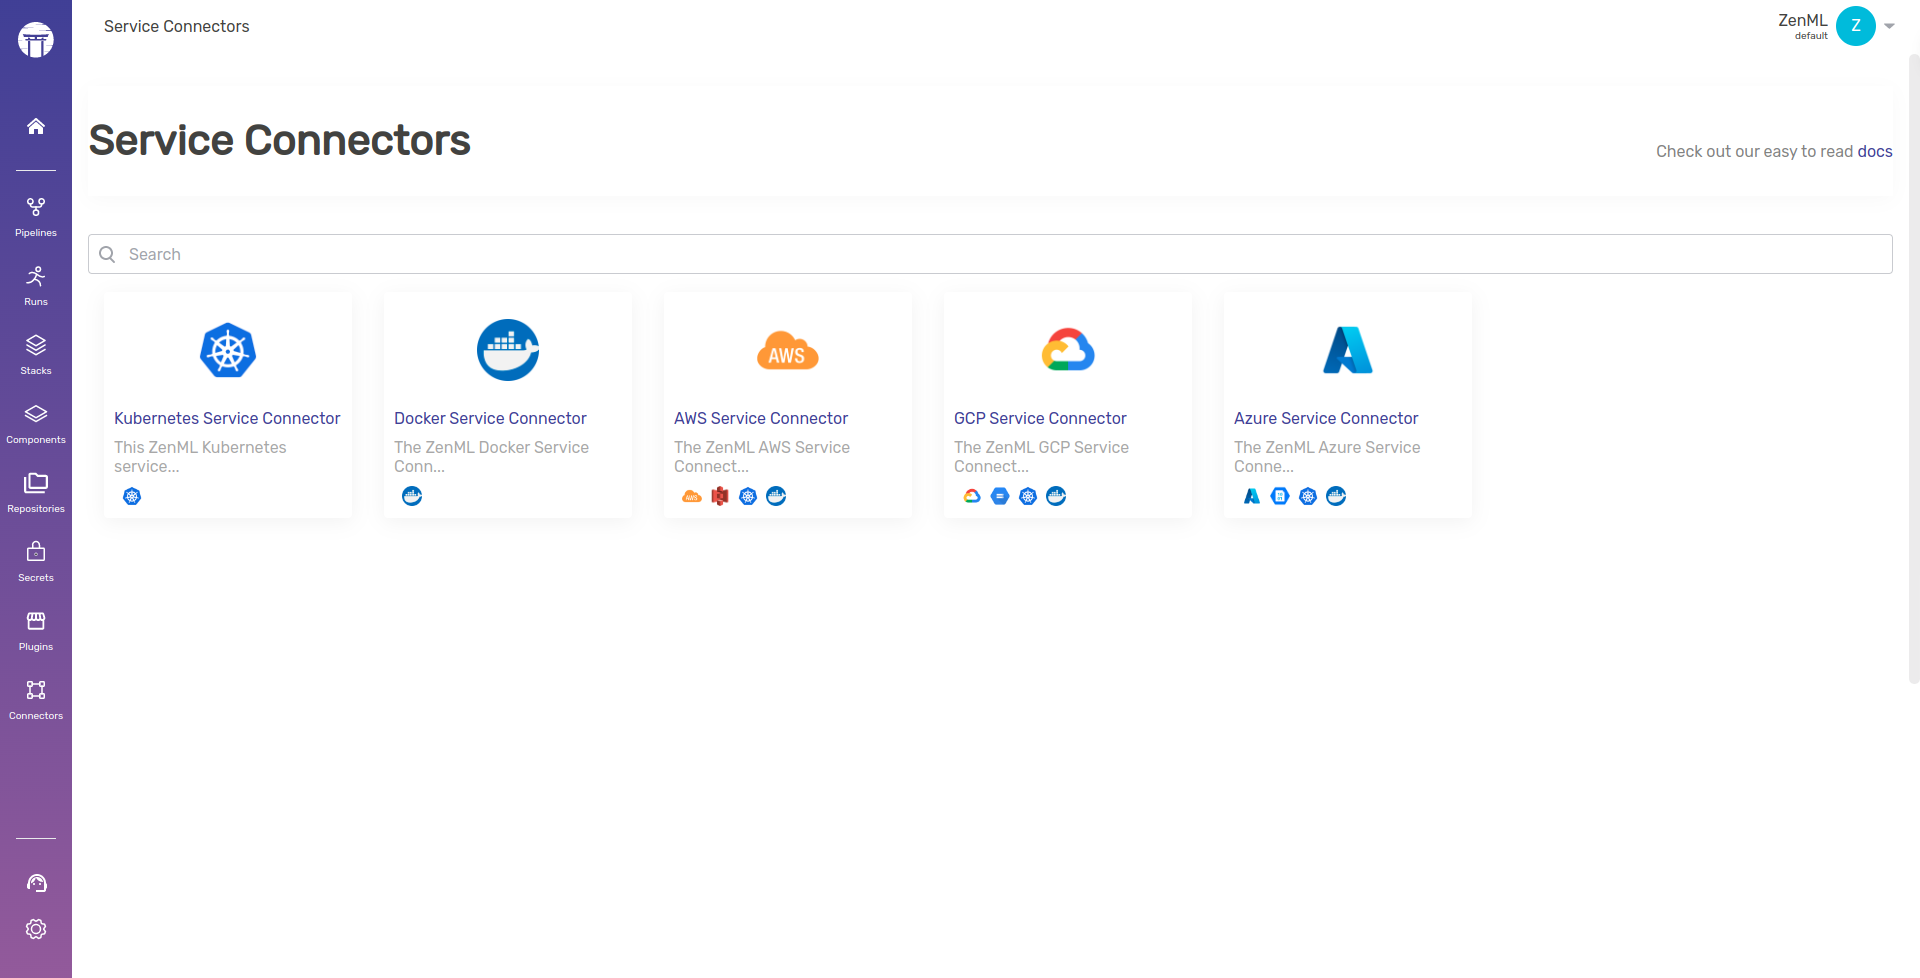 Service Connectors
ZenML
default
Z
Service Connectors
Check out our easy to read docs
Search
Pipelines
Runs
Stacks
Components
Repositories
Secrets
Plugins
Connectors
AWS
Kubernetes Service Connector
This ZenML Kubernetes
service...
Docker Service Connector
The ZenML Docker Service
Conn...
AWS Service Connector
The ZenML AWS Service
Connect...
AWS
GCP Service Connector
The ZenML GCP Service
Connect...
Azure Service Connector
The ZenML Azure Service
Conne...